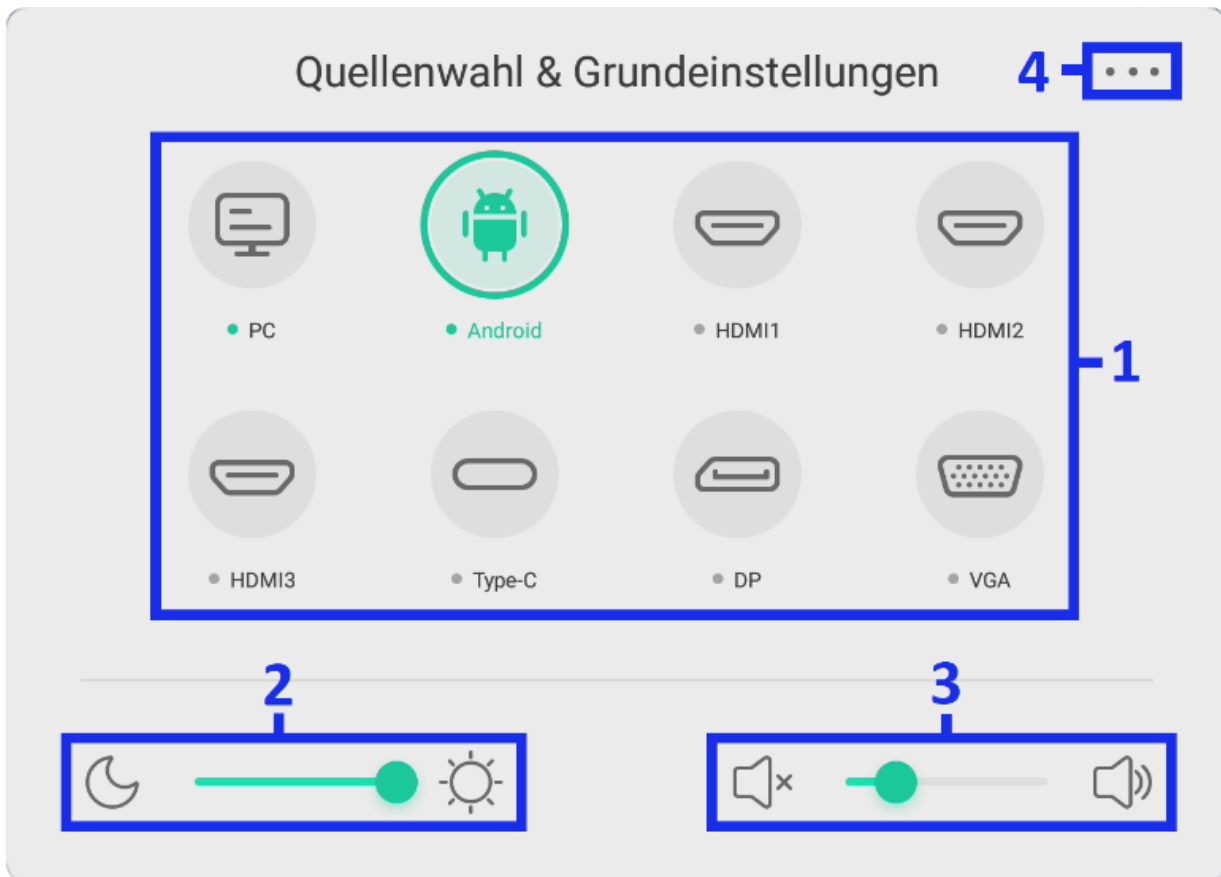 Quellenwahl & Grundeinstellungen
4
PC
Android
HDMI1
HDMI2
1
HDMI3
Type-C
DP
VGA
2
3